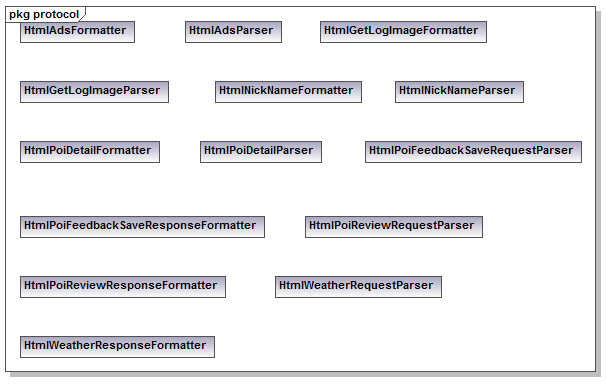 pkg protocol
HtmlAdsFormatter
HtmlAdsParser
HtmlGetLogImageFormatter
HtmlGetLogImageParser
HtmlNickNameFormatter
HtmlNickNameParser
HtmlPoiDetailFormatter
HtmlPoiDetailParser
HtmlPoiFeedbackSaveRequestParser
HtmlPoiFeedbackSaveResponseFormatter
HtmlPoiReviewRequestParser
HtmlPoiReviewResponseFormatter
HtmlWeatherRequestParser
HtmlWeatherResponseFormatter